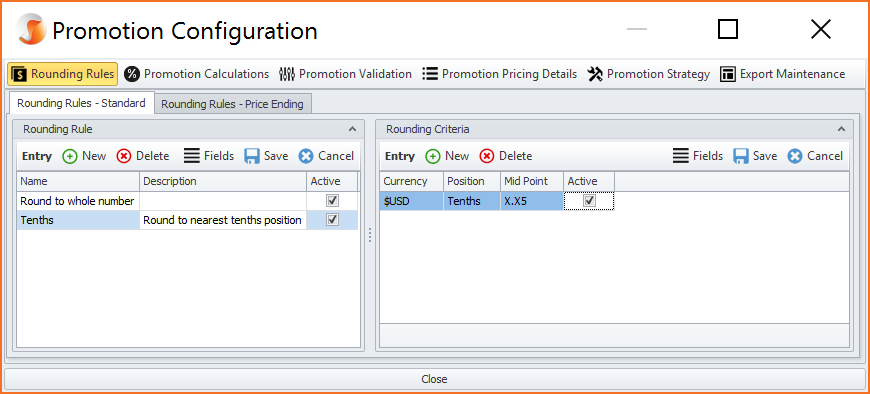 Promotion Configuration
Rounding Rules Promotion Calculations Promotion Validation Promotion Pricing Details Promotion Strategy Export Maintenance
Rounding Rules - Standard Rounding Rules - Price Ending
Rounding Rule
Entry New Delete Fields Save Cancel
Name Description Active
Round to whole number
Tenths Round to nearest tenths position
Rounding Criteria
Entry New Delete Fields Save Cancel
Currency Position Mid Point Active
$USD Tenths X.X5
Close